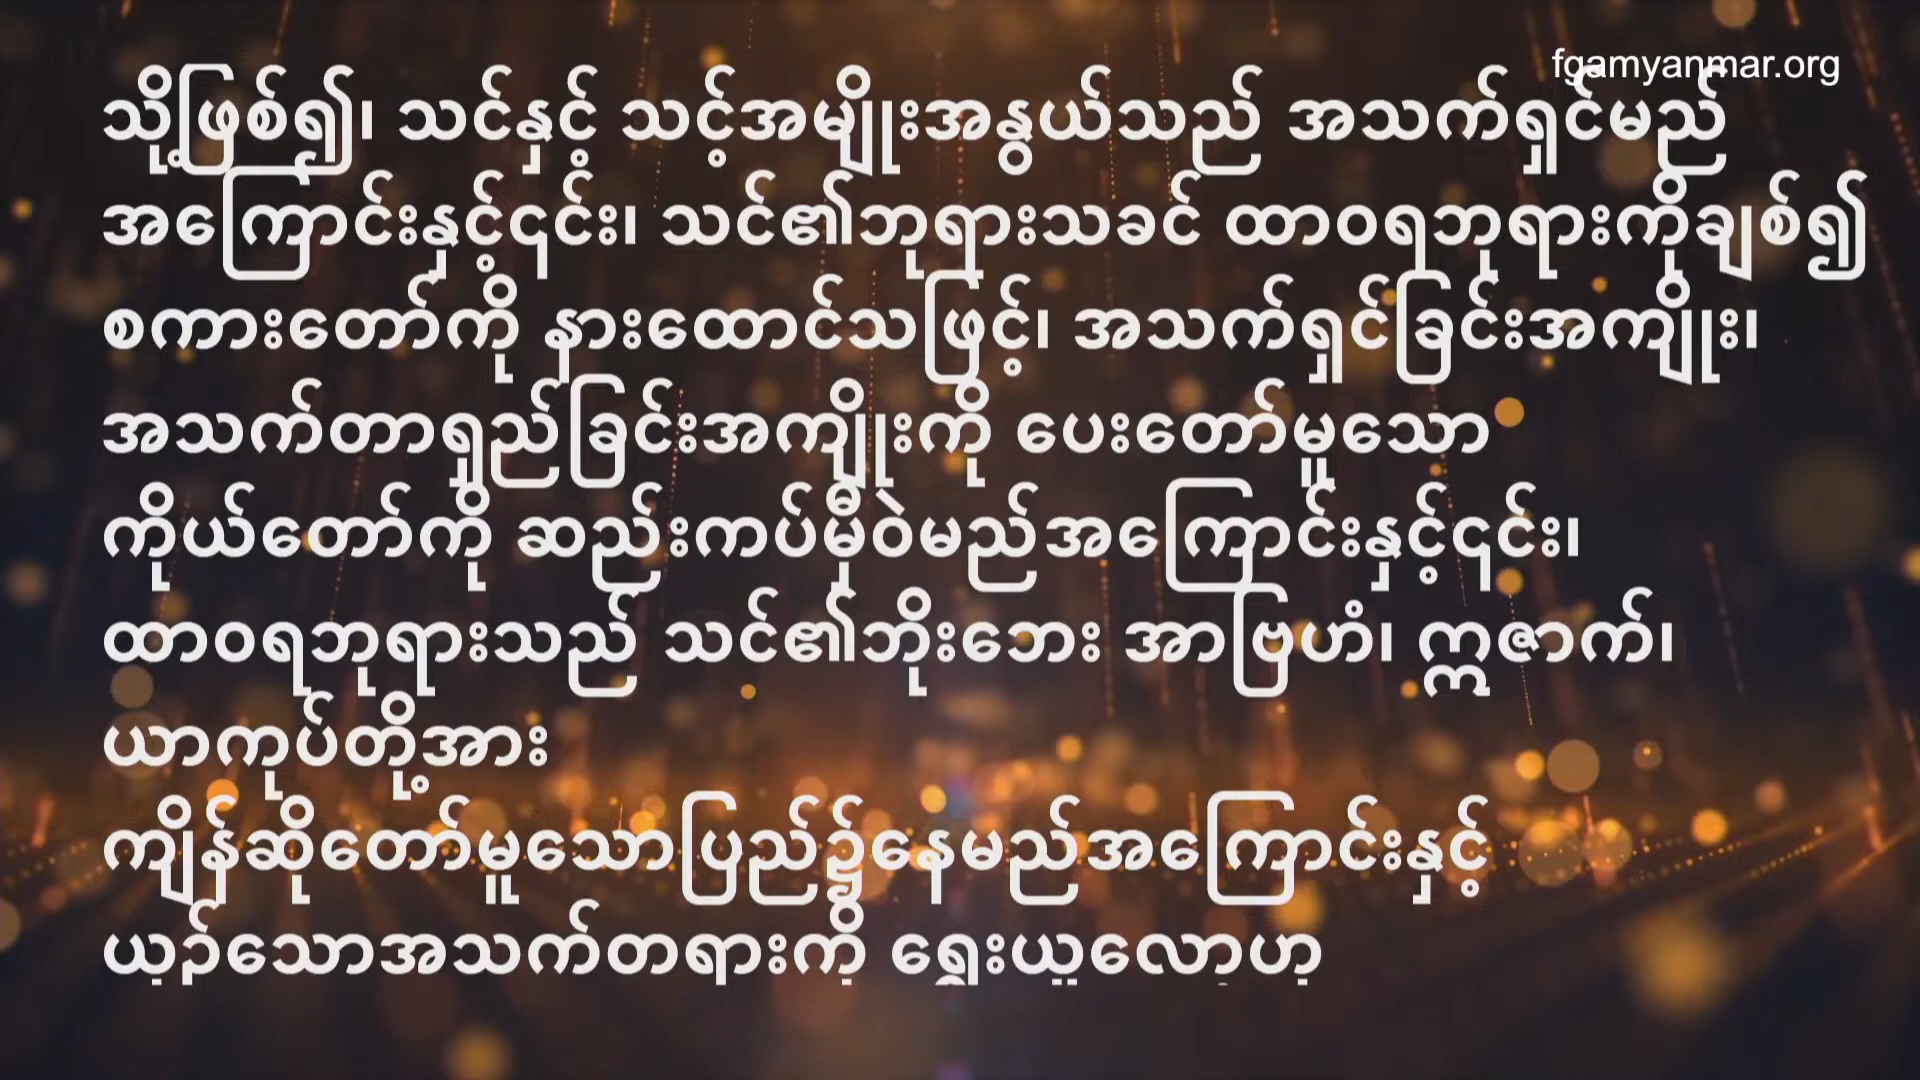 fgamyanmar.org
သို့ဖြစ်၍၊ သင်နှင့် သင့်အမျိုးအနွယ်သည် အသက်ရှင်မည်
အကြောင်းနှင့်၎င်း၊ သင်၏ဘုရားသခင် ထာဝရဘုရားကိုချစ်၍
စကားတော်ကို နားထောင်သဖြင့်၊ အသက်ရှင်ခြင်းအကျိုး၊
အသက်တာရှည်ခြင်းအကျိုးကို ပေးတော်မူသော
ကိုယ်တော်ကို ဆည်းကပ်မှီဝဲမည်အကြောင်းနှင့်၎င်း၊
ထာဝရဘုရားသည် သင်၏ဘိုးဘေး အာဗြဟံ၊ ဣဇာက်၊
ယာကုပ်တို့အား
ကျိန်ဆိုတော်မူသောပြည်၌နေမည်အကြောင်းနှင့်
ယှဉ်သောအသက်တရားကို ရွေးယူလော့ဟု